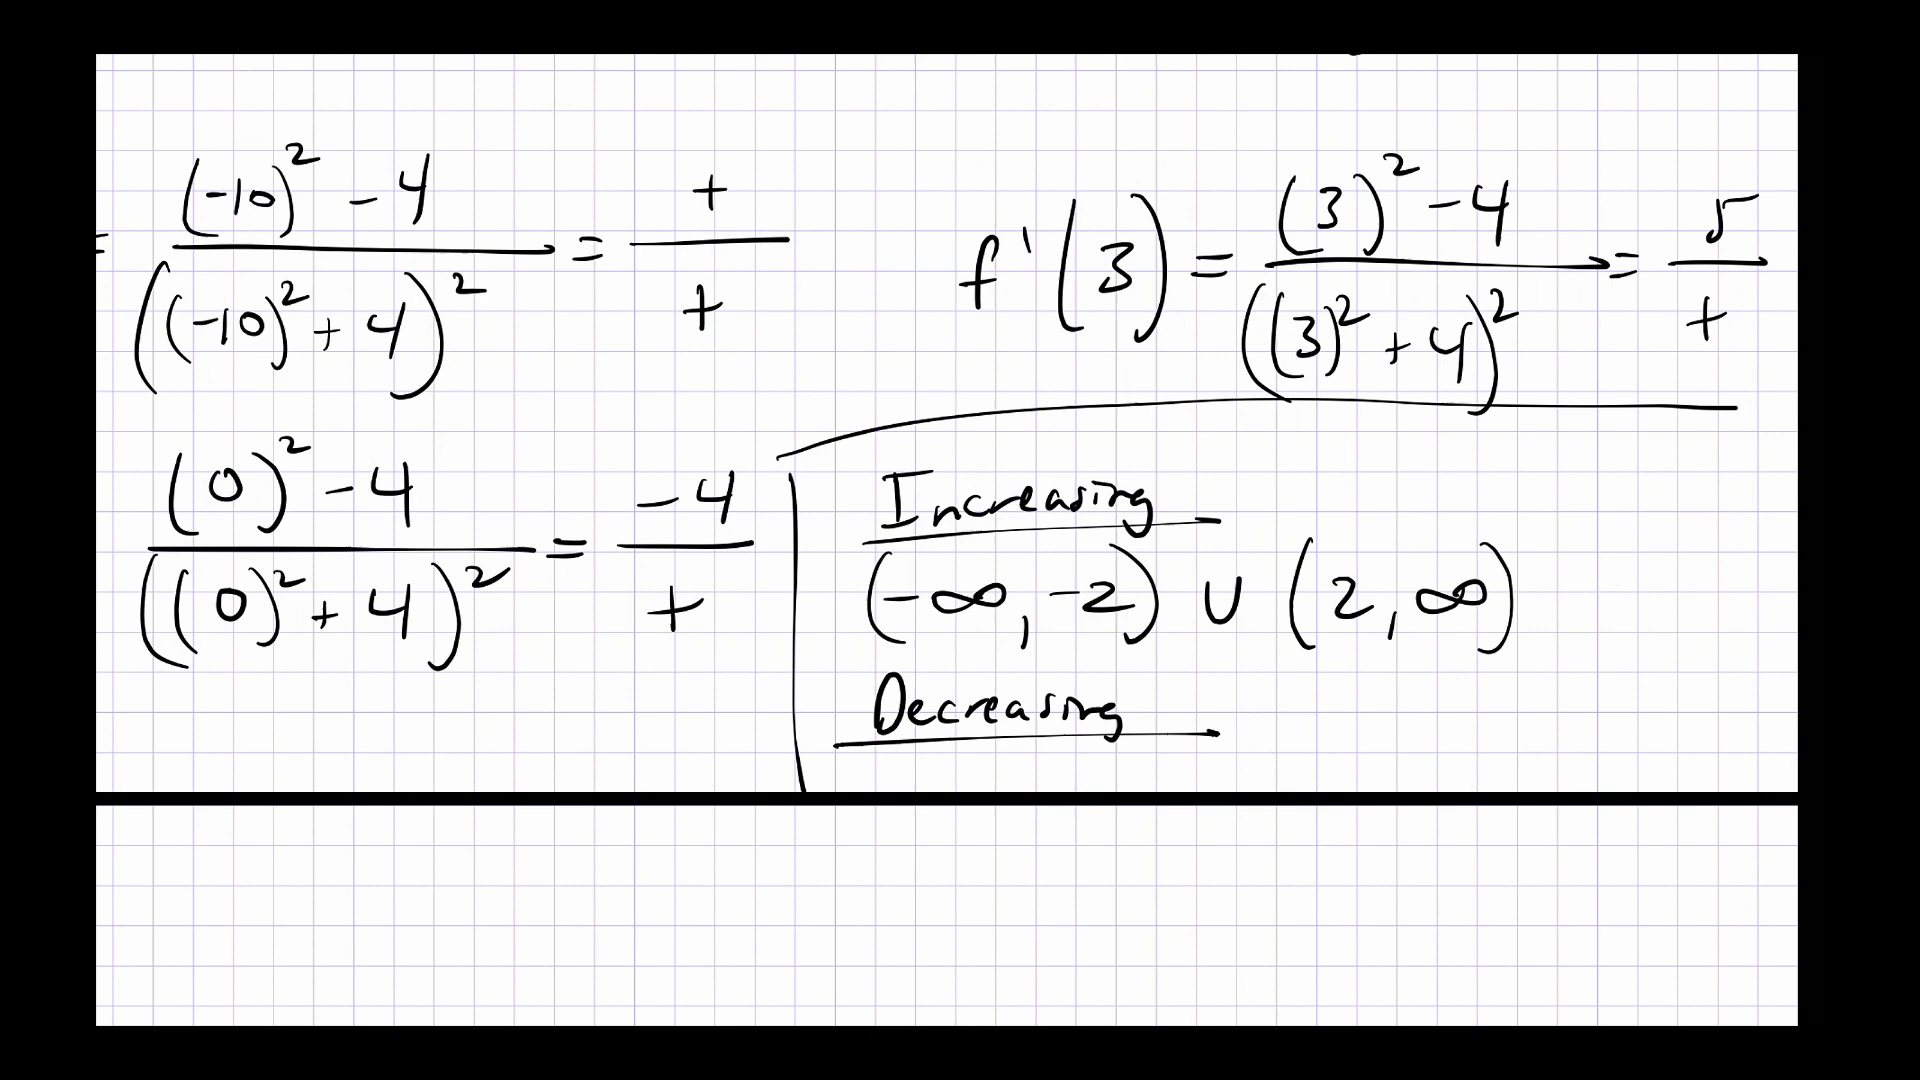 = ((-10)² - 4)/((-10)² + 4)² = +/+
f'(3) = ((3)² - 4)/((3)² + 4)² = 5/+
((0)² - 4)/((0)² + 4)² = -4/+
Increasing
(-∞, -2) ∪ (2, ∞)
Decreasing